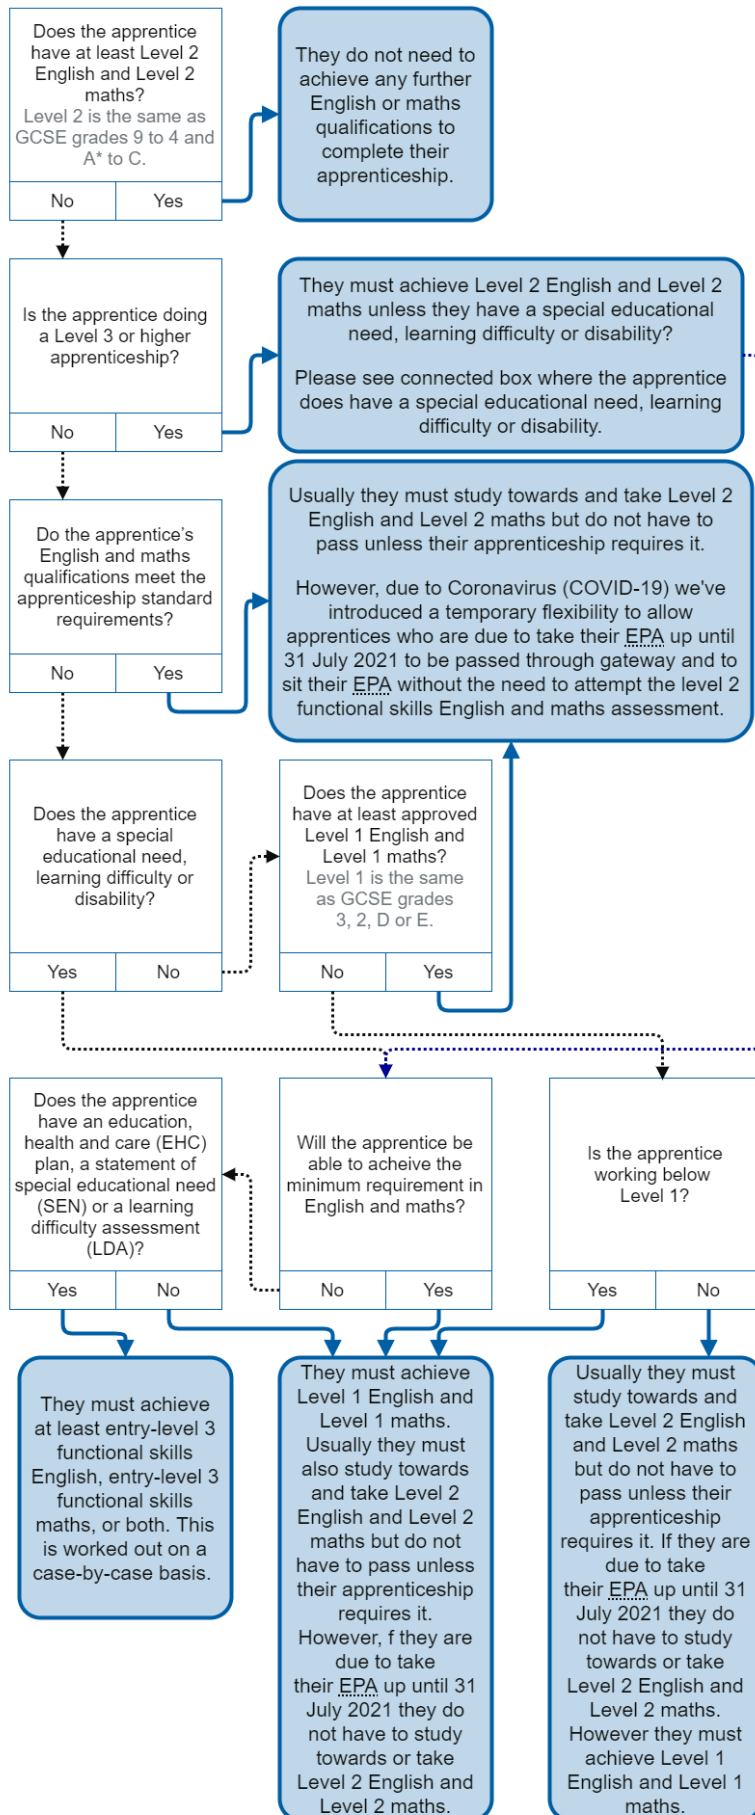 Does the apprentice
have at least Level 2
English and Level 2
maths?
Level 2 is the same as
GCSE grades 9 to 4 and
A* to C.
No
Yes
They do not need to
achieve any further
English or maths
qualifications to
complete their
apprenticeship.
Is the apprentice doing
a Level 3 or higher
apprenticeship?
No
Yes
They must achieve Level 2 English and Level 2
maths unless they have a special educational
need, learning difficulty or disability?
Please see connected box where the apprentice
does have a special educational need, learning
difficulty or disability.
Do the apprentice’s
English and maths
qualifications meet the
apprenticeship standard
requirements?
No
Yes
Usually they must study towards and take Level 2
English and Level 2 maths but do not have to
pass unless their apprenticeship requires it.
However, due to Coronavirus (COVID-19) we've
introduced a temporary flexibility to allow
apprentices who are due to take their EPA up until
31 July 2021 to be passed through gateway and to
sit their EPA without the need to attempt the level 2
functional skills English and maths assessment.
Does the apprentice
have a special
educational need,
learning difficulty or
disability?
Yes
No
Does the apprentice
have at least approved
Level 1 English and
Level 1 maths?
Level 1 is the same
as GCSE grades
3, 2, D or E.
No
Yes
Does the apprentice
have an education,
health and care (EHC)
plan, a statement of
special educational need
(SEN) or a learning
difficulty assessment
(LDA)?
Yes
No
Will the apprentice be
able to acheive the
minimum requirement in
English and maths?
No
Yes
Is the apprentice
working below
Level 1?
Yes
No
They must achieve
at least entry-level 3
functional skills
English, entry-level 3
functional skills
maths, or both. This
is worked out on a
case-by-case basis.
They must achieve
Level 1 English and
Level 1 maths.
Usually they must
also study towards
and take Level 2
English and Level 2
maths but do not
have to pass unless
their apprenticeship
requires it.
However, f they are
due to take
their EPA up until 31
July 2021 they do
not have to study
towards or take
Level 2 English and
Level 2 maths.
Usually they must
study towards and
take Level 2 English
and Level 2 maths
but do not have to
pass unless their
apprenticeship
requires it. If they are
due to take
their EPA up until 31
July 2021 they do
not have to study
towards or take
Level 2 English and
Level 2 maths.
However they must
achieve Level 1
English and Level 1
maths.